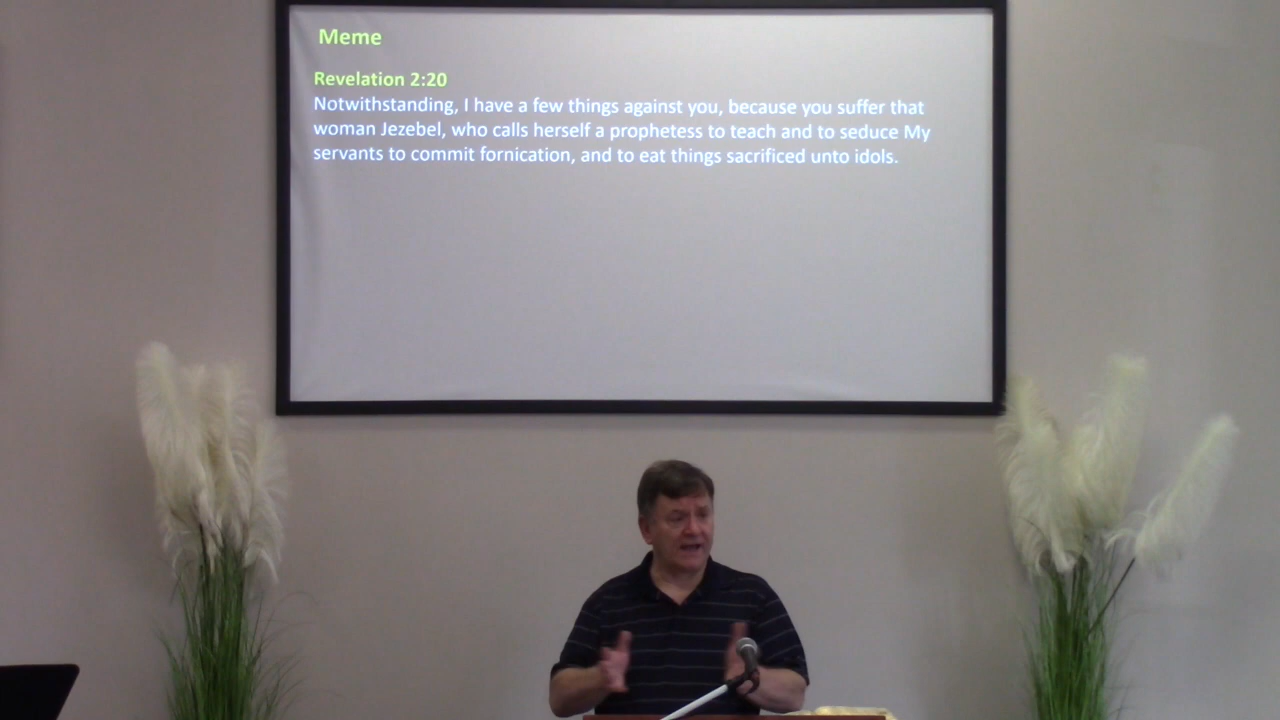 Meme
Revelation 2:20
Notwithstanding, I have a few things against you, because you suffer that
woman Jezebel, who calls herself a prophetess to teach and to seduce My
servants to commit fornication, and to eat things sacrificed unto idols.